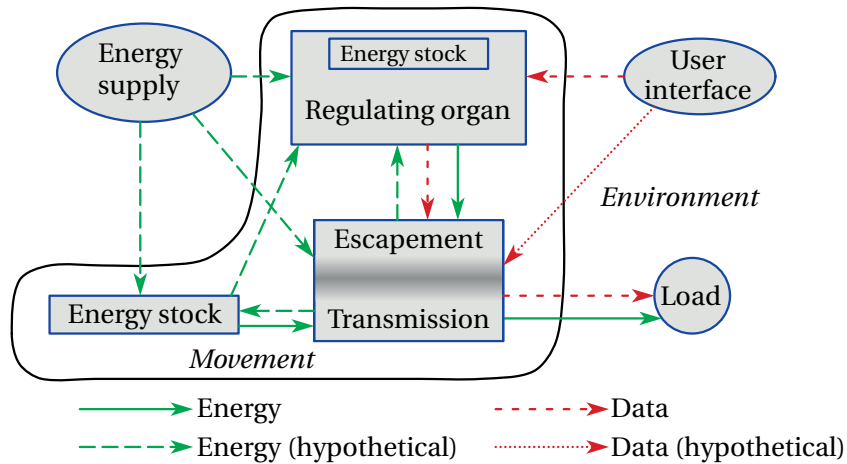 Energy
supply
Energy stock
Regulating organ
User
interface
Environment
Escapement
Transmission
Energy stock
Load
Movement
Energy
Data
Energy (hypothetical)
Data (hypothetical)